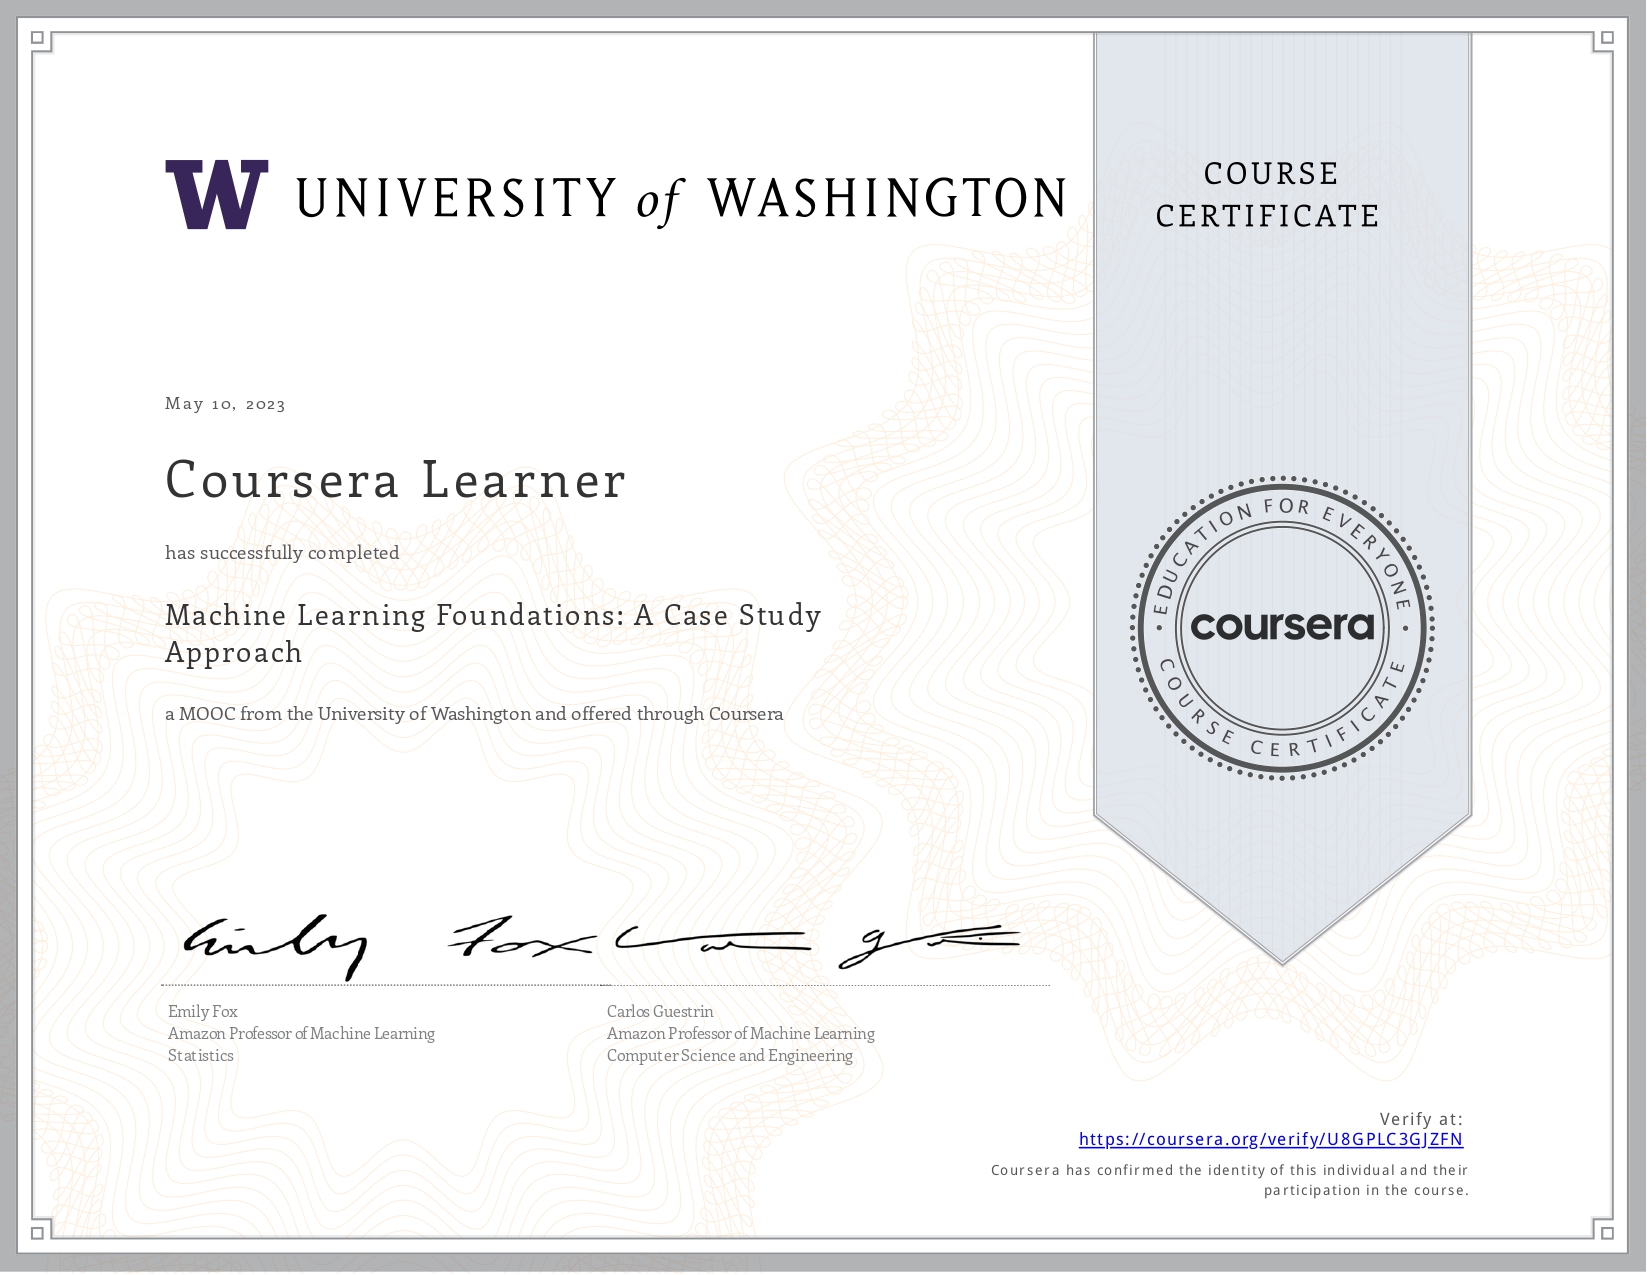 W UNIVERSITY of WASHINGTON
COURSE
CERTIFICATE
May 10, 2023
Coursera Learner
has successfully completed
Machine Learning Foundations: A Case Study
Approach
a MOOC from the University of Washington and offered through Coursera
EDUCATION FOR EVERYONE
coursera
COURSE CERTIFICATE
Emily Fox
Carlos Guestrin
Emily Fox
Amazon Professor of Machine Learning
Statistics
Carlos Guestrin
Amazon Professor of Machine Learning
Computer Science and Engineering
Verify at:
https://coursera.org/verify/U8GPLC3GJZFN
Coursera has confirmed the identity of this individual and their
participation in the course.